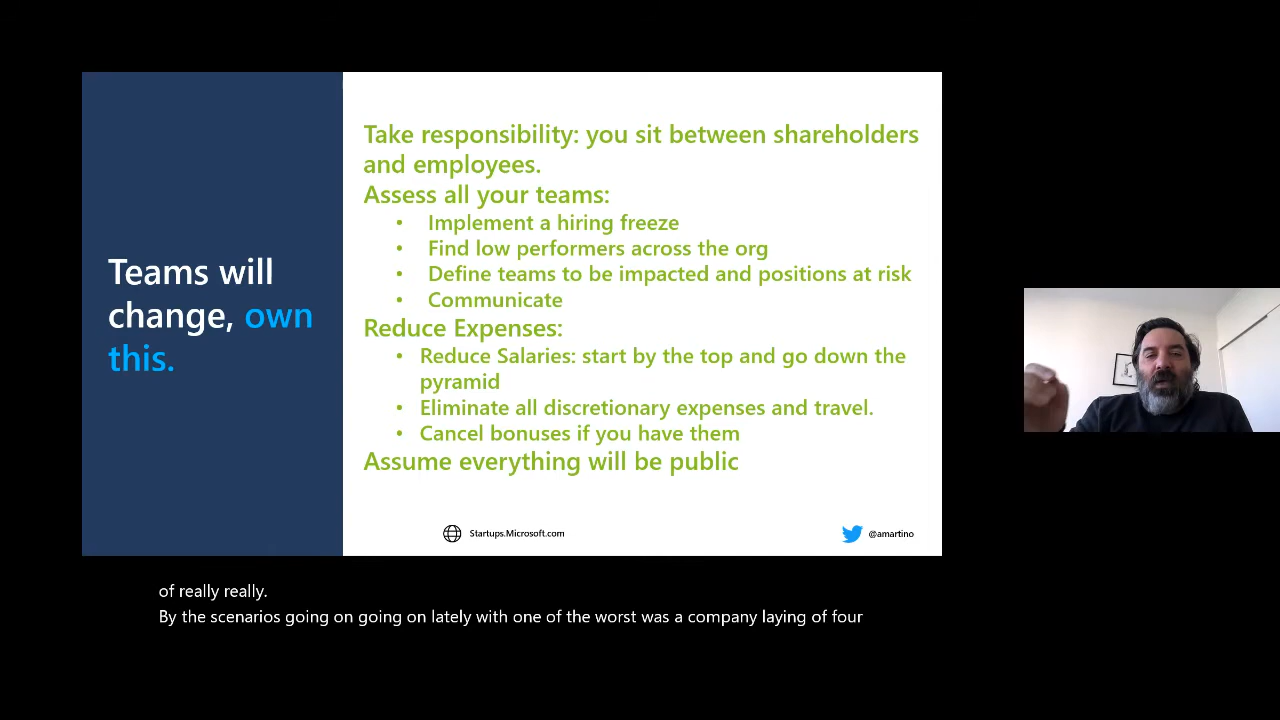 Teams will
change, own
this.
Take responsibility: you sit between shareholders
and employees.
Assess all your teams:
• Implement a hiring freeze
• Find low performers across the org
• Define teams to be impacted and positions at risk
• Communicate
Reduce Expenses:
• Reduce Salaries: start by the top and go down the
pyramid
• Eliminate all discretionary expenses and travel.
• Cancel bonuses if you have them
Assume everything will be public
Startups.Microsoft.com
@amartino
of really really.
By the scenarios going on going on lately with one of the worst was a company laying of four